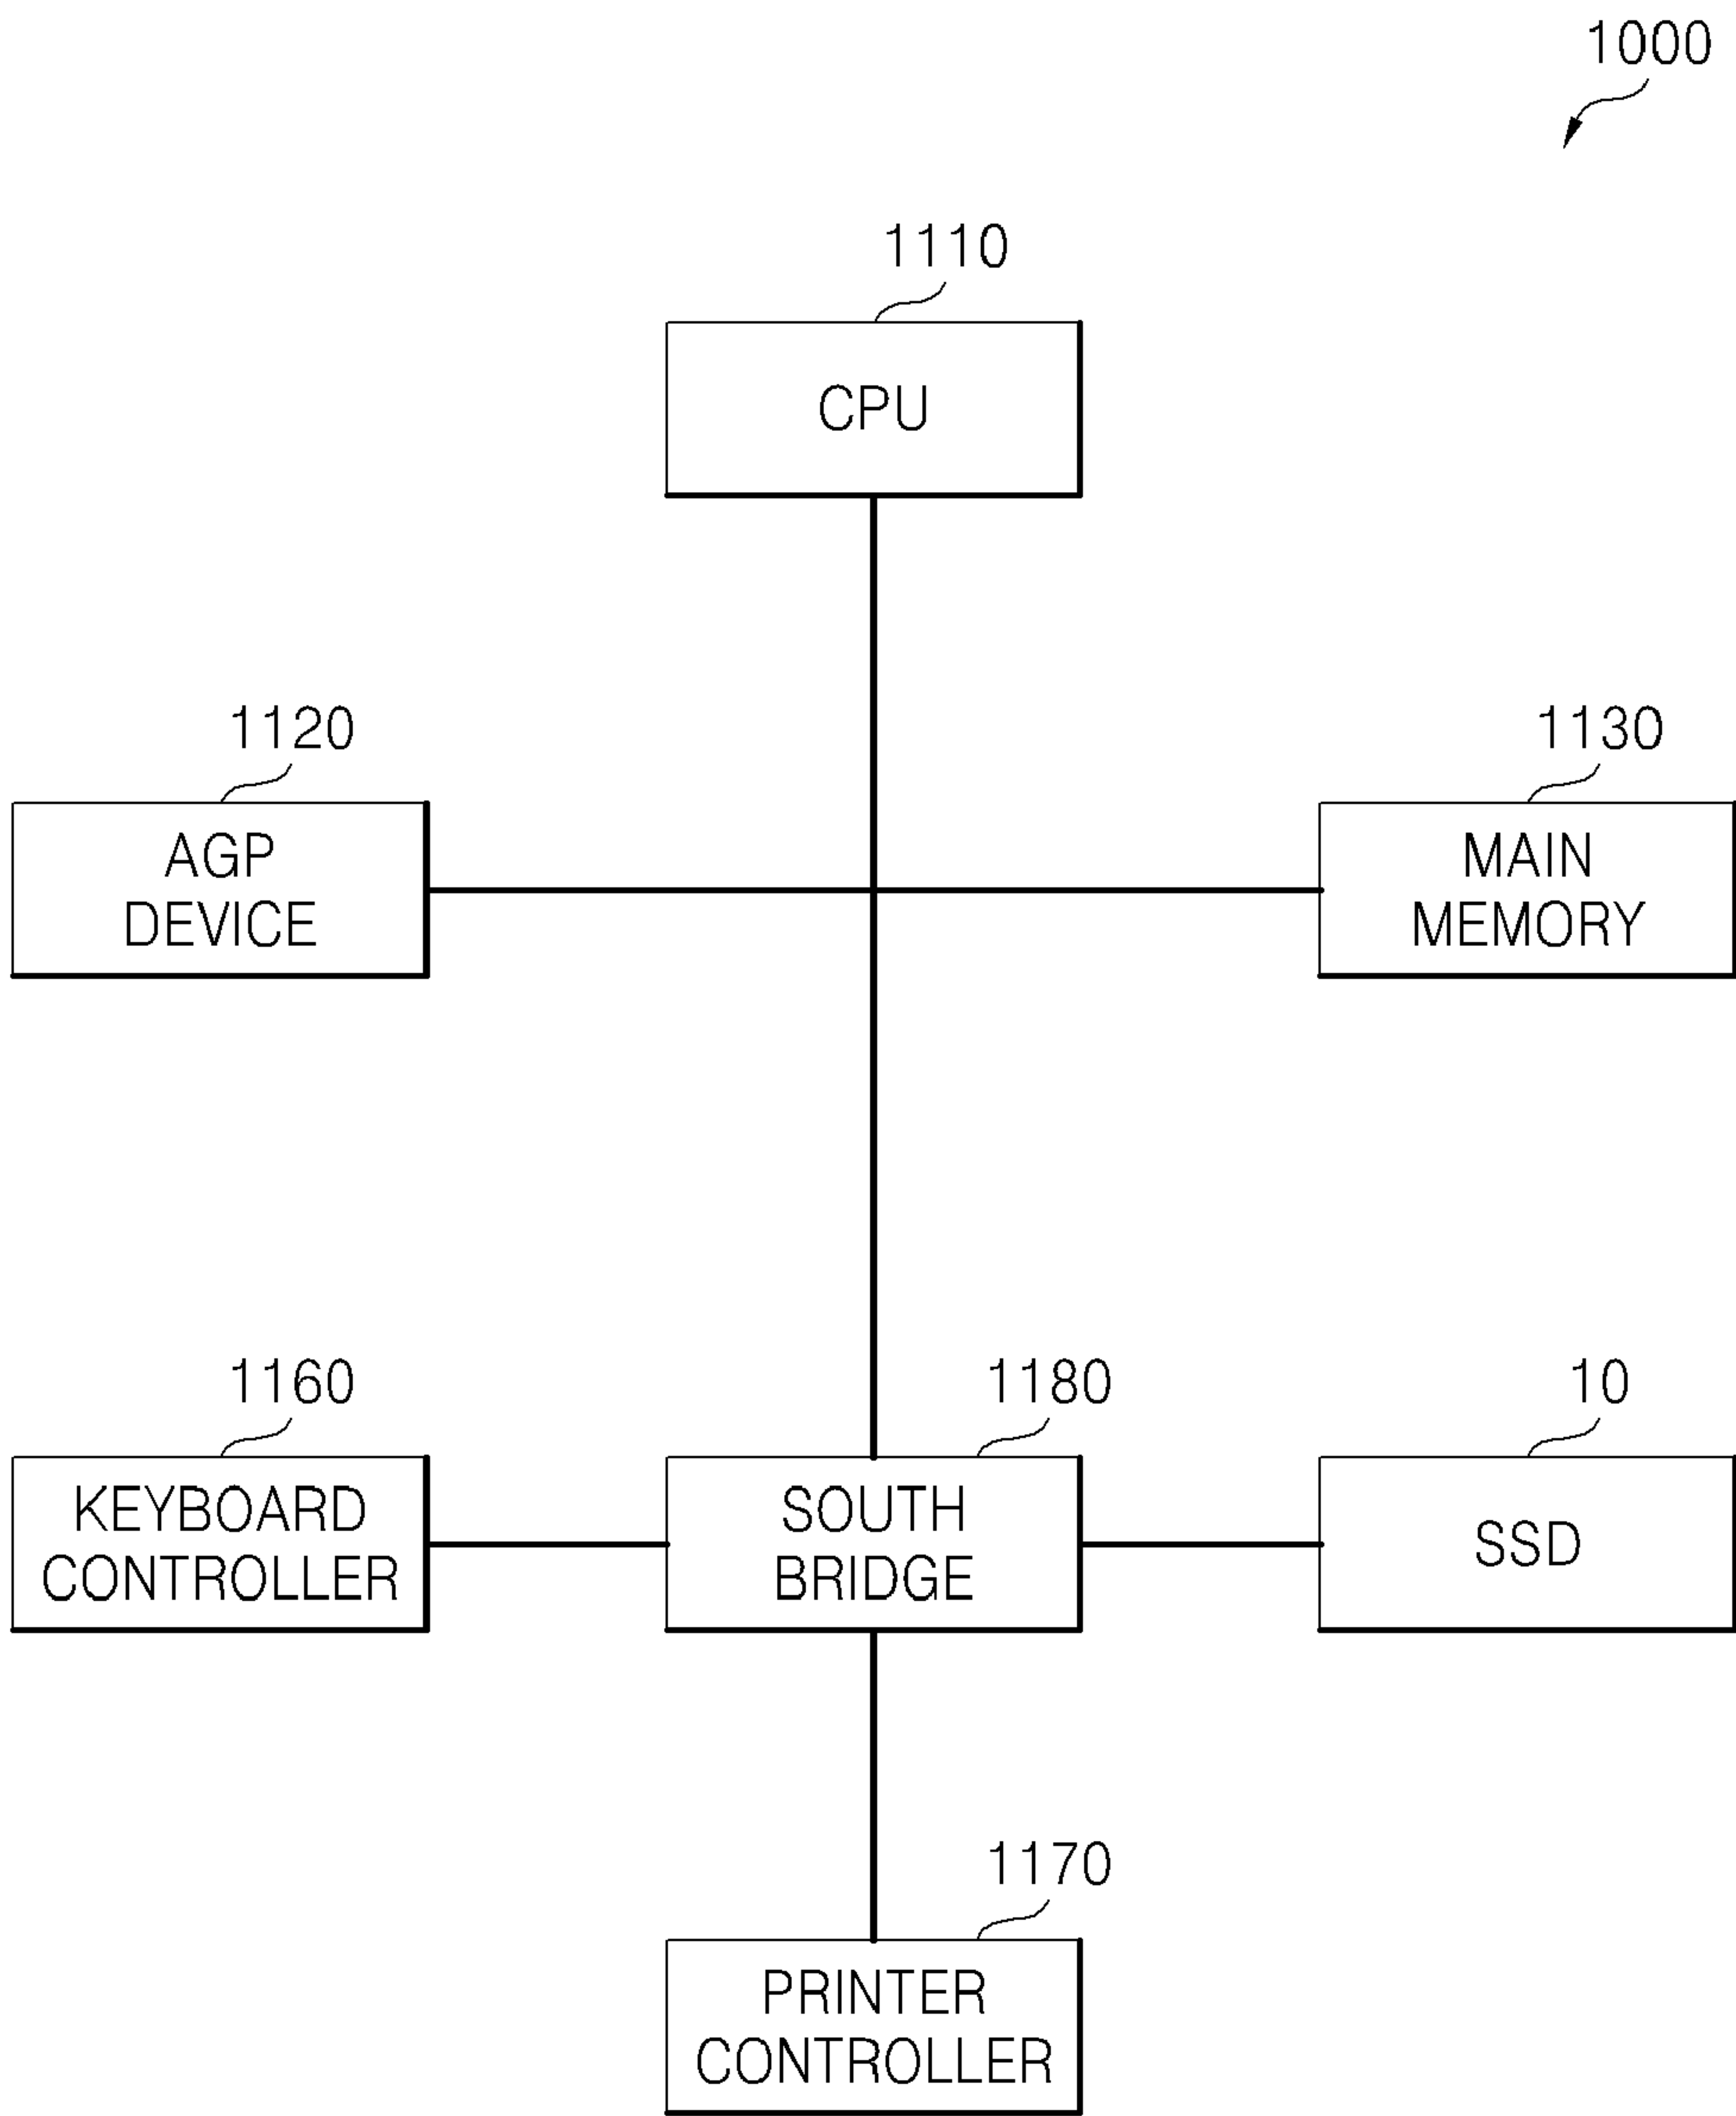 1000
1110
CPU
1120
1130
AGP
DEVICE
MAIN
MEMORY
1160
1180
10
KEYBOARD
CONTROLLER
SOUTH
BRIDGE
SSD
1170
PRINTER
CONTROLLER